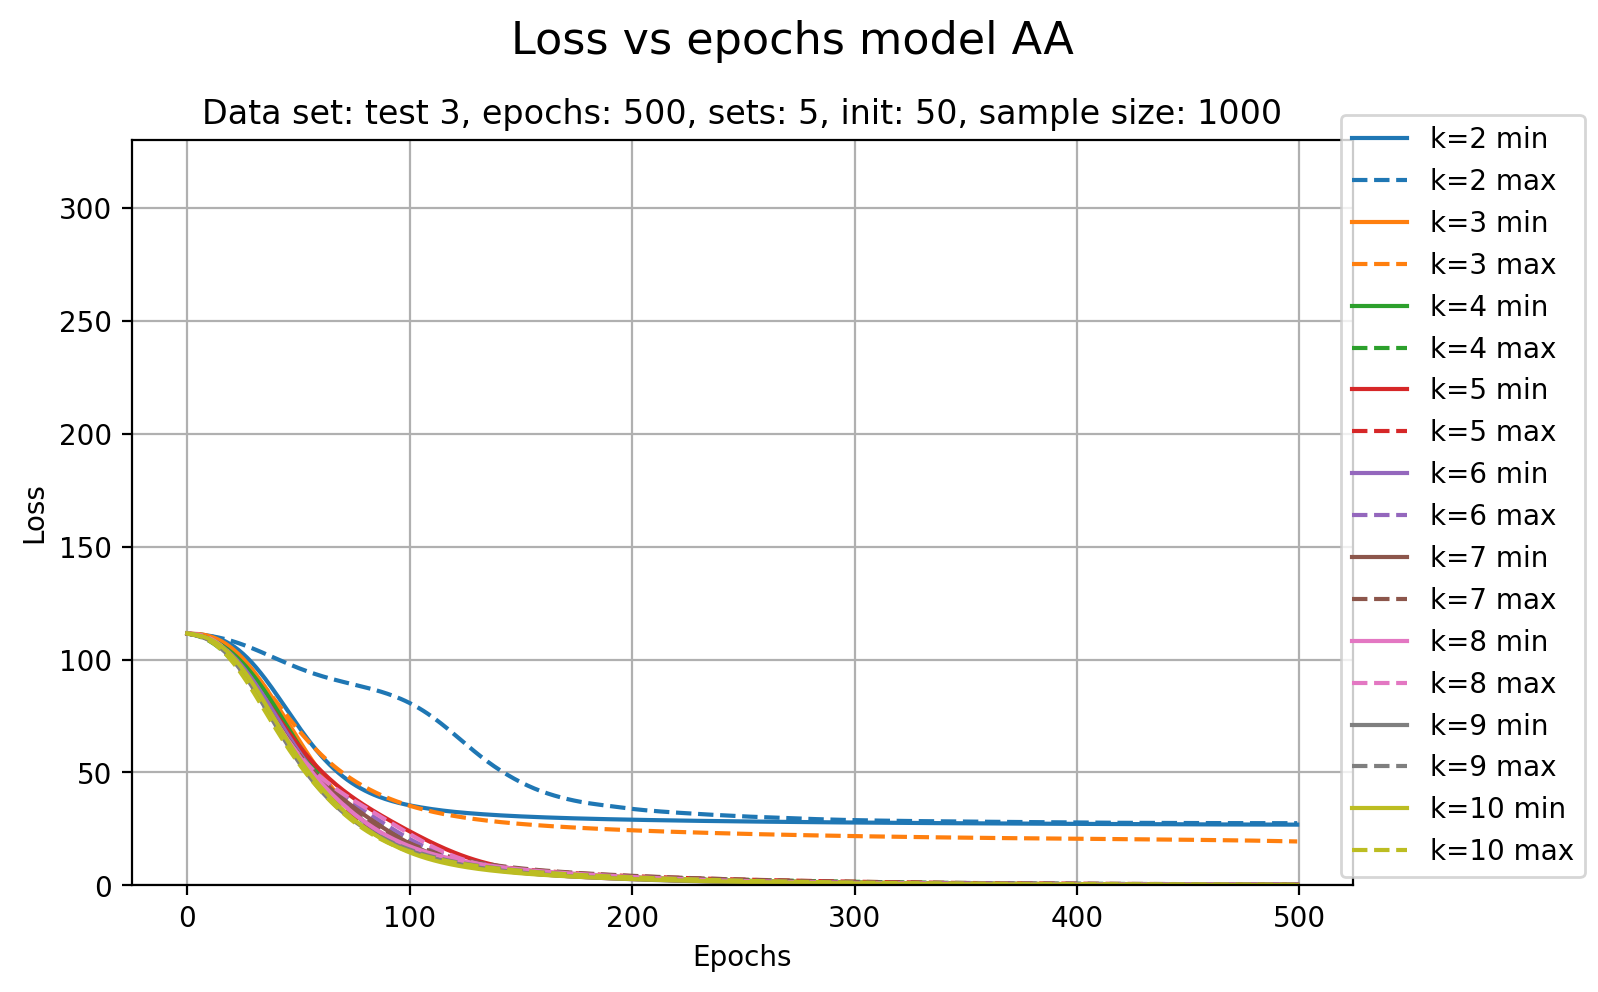 Loss vs epochs model AA
Data set: test 3, epochs: 500, sets: 5, init: 50, sample size: 1000
300
250
200
150
100
50
0
Loss
0 100 200 300 400 500
Epochs
k=2 min
k=2 max
k=3 min
k=3 max
k=4 min
k=4 max
k=5 min
k=5 max
k=6 min
k=6 max
k=7 min
k=7 max
k=8 min
k=8 max
k=9 min
k=9 max
k=10 min
k=10 max